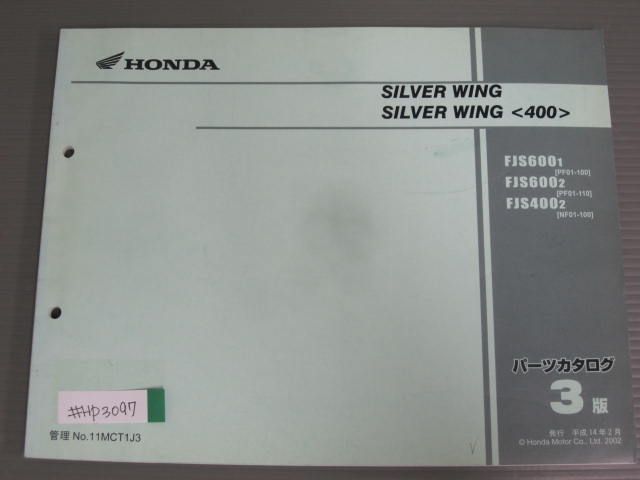 HONDA
SILVER WING
SILVER WING <400>
FJS6001
[PF01-100]
FJS6002
[PF01-110]
FJS4002
[NF01-100]
パーツカタログ
3版
発行 平成14年2月
© Honda Motor Co., Ltd. 2002
#HP3097
管理 No.11MCT1J3